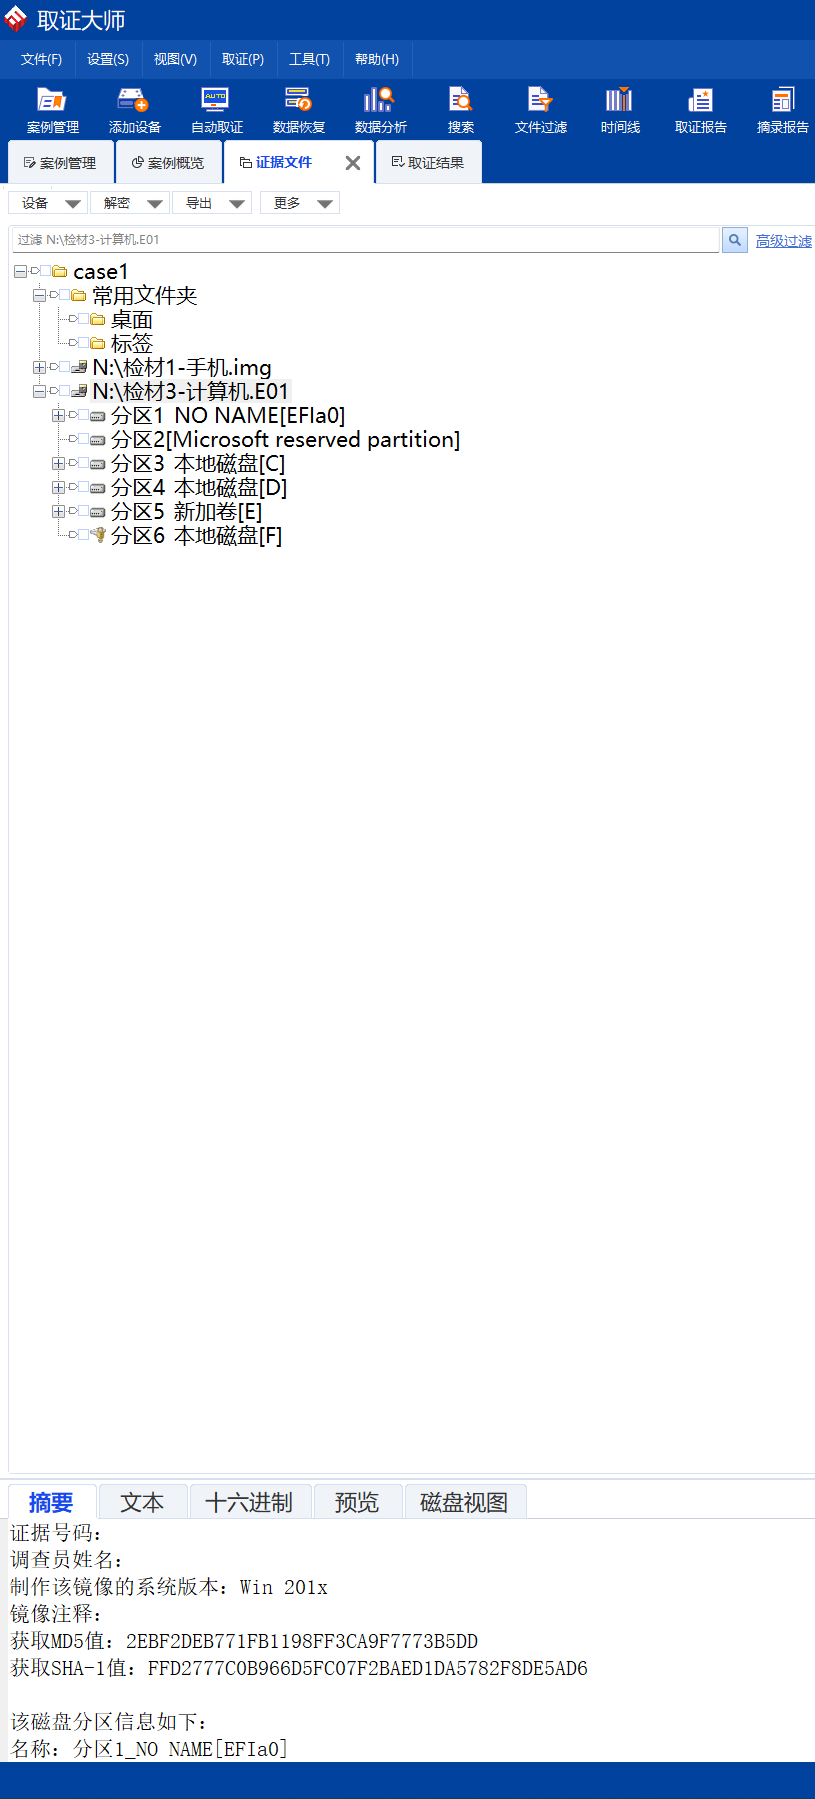 取证大师
文件(F) 设置(S) 视图(V) 取证(P) 工具(T) 帮助(H)
AUTO
案例管理 添加设备 自动取证 数据恢复 数据分析 搜索 文件过滤 时间线 取证报告 摘录报告
案例管理 案例概览 证据文件 取证结果
设备 解密 导出 更多
过滤 N:\检材3-计算机.E01 高级过滤
case1
常用文件夹
桌面
标签
N:\检材1-手机.img
N:\检材3-计算机.E01
分区1 NO NAME[EFIa0]
分区2[Microsoft reserved partition]
分区3 本地磁盘[C]
分区4 本地磁盘[D]
分区5 新加卷[E]
分区6 本地磁盘[F]
摘要 文本 十六进制 预览 磁盘视图
证据号码：
调查员姓名：
制作该镜像的系统版本：Win 201x
镜像注释：
获取MD5值：2EBF2DEB771FB1198FF3CA9F7773B5DD
获取SHA-1值：FFD2777C0B966D5FC07F2BAED1DA5782F8DE5AD6
该磁盘分区信息如下：
名称：分区1_NO NAME[EFIa0]